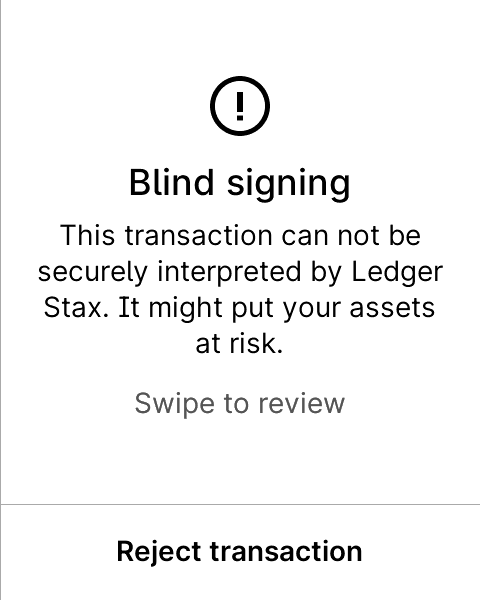 Blind signing
This transaction can not be
securely interpreted by Ledger
Stax. It might put your assets
at risk.
Swipe to review
Reject transaction